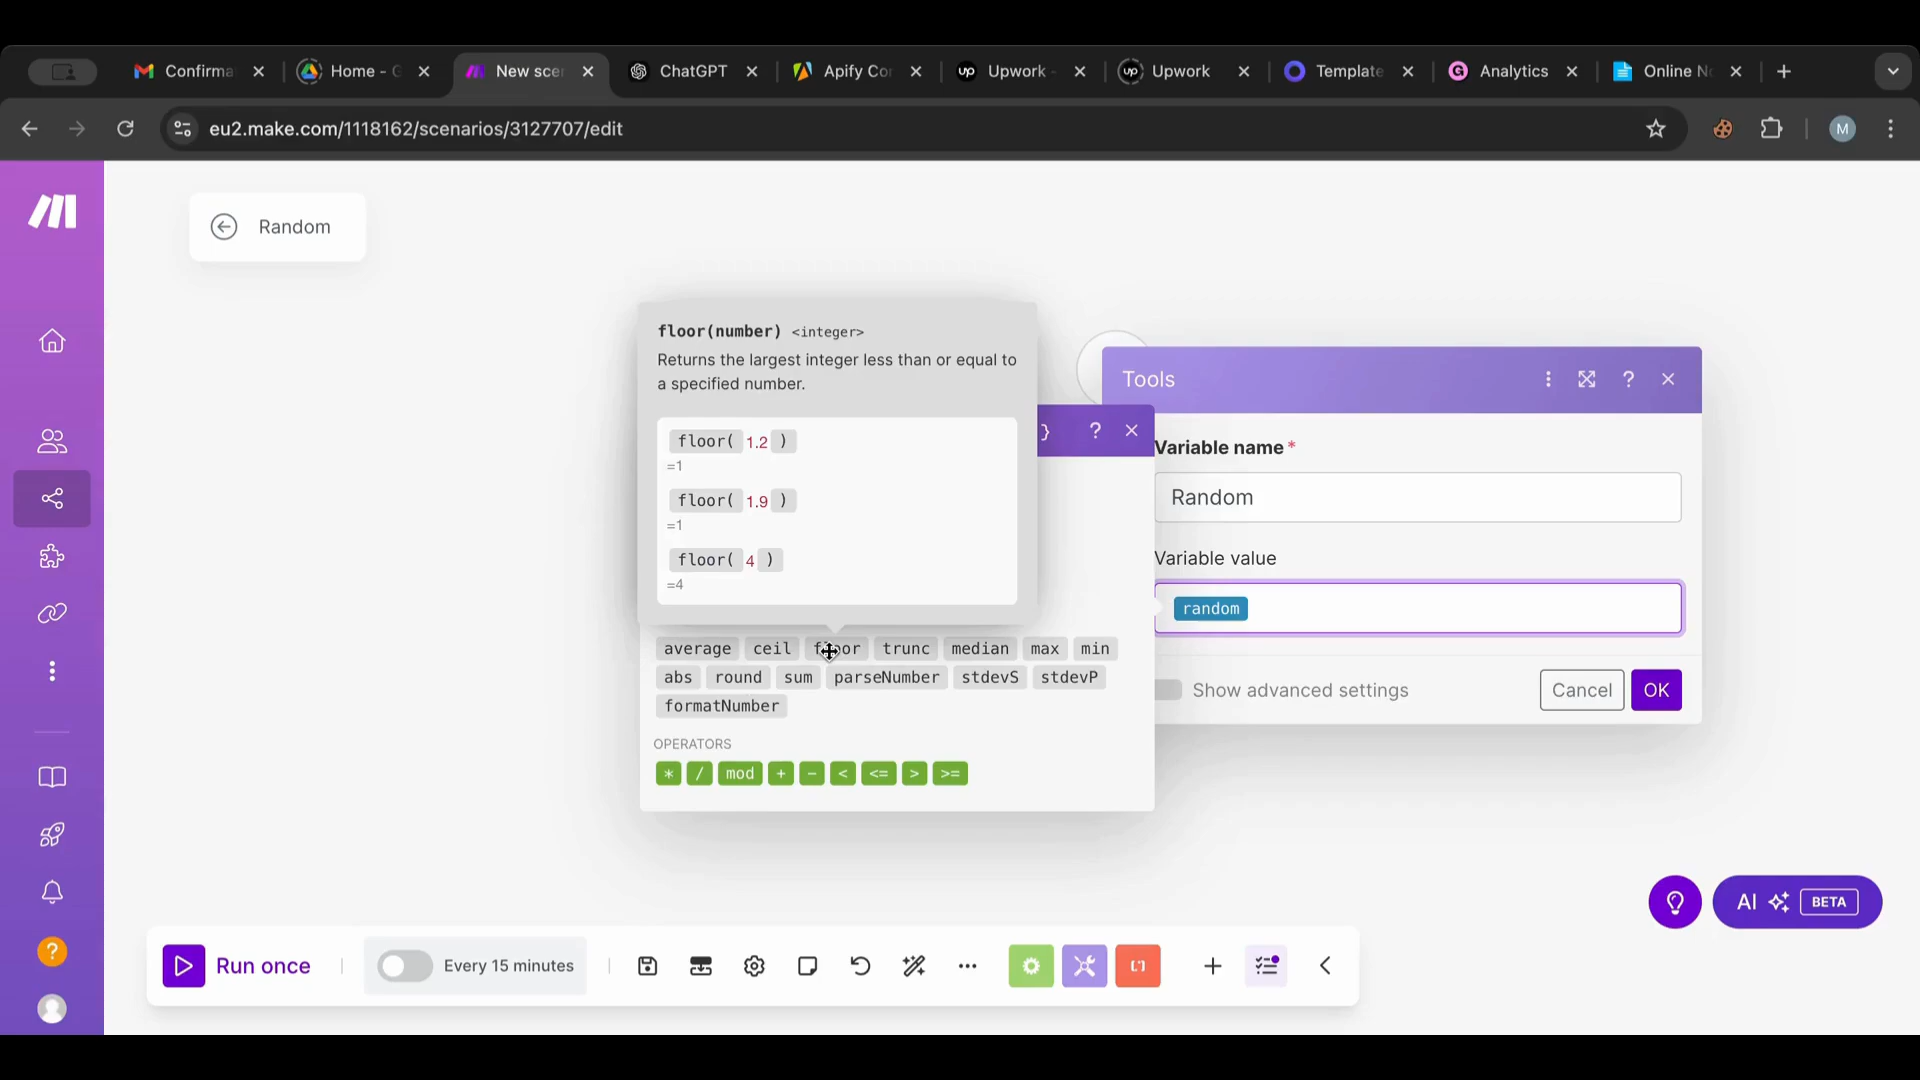 Confirma
Home - G
New scer
ChatGPT
Apify Cor
Upwork -
Upwork
Template
Analytics
Online No
eu2.make.com/1118162/scenarios/3127707/edit
M
Random
floor(number) <integer>
Returns the largest integer less than or equal to
a specified number.
floor( 1.2 )
=1
floor( 1.9 )
=1
floor( 4 )
=4
}
?
average ceil floor trunc median max min
abs round sum parseNumber stdevS stdevP
formatNumber
OPERATORS
* / mod + - < <= > >=
Tools
?
Variable name *
Random
Variable value
random
Show advanced settings
Cancel
OK
AI BETA
Run once
Every 15 minutes
?